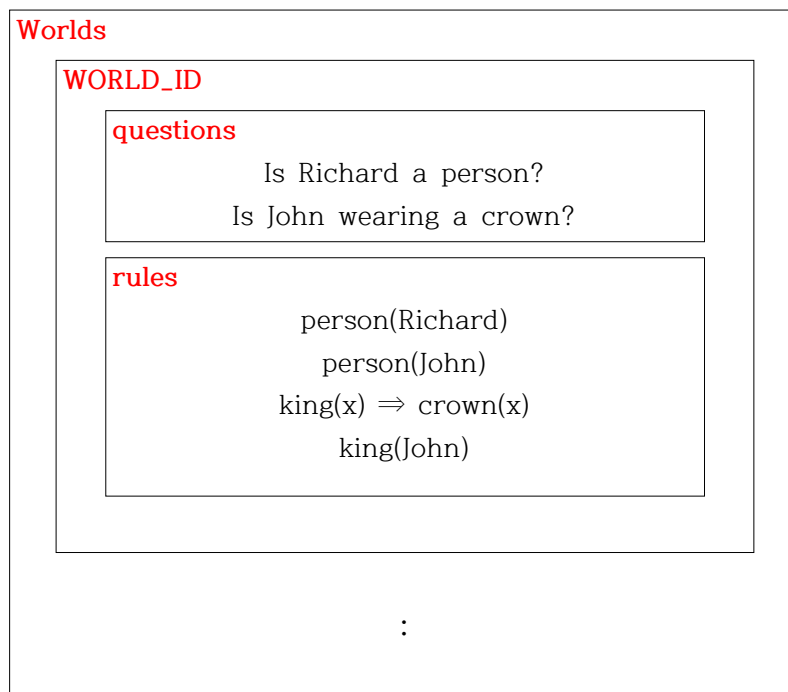 Worlds
WORLD_ID
questions
Is Richard a person?
Is John wearing a crown?
rules
person(Richard)
person(John)
king(x) ⇒ crown(x)
king(John)
: